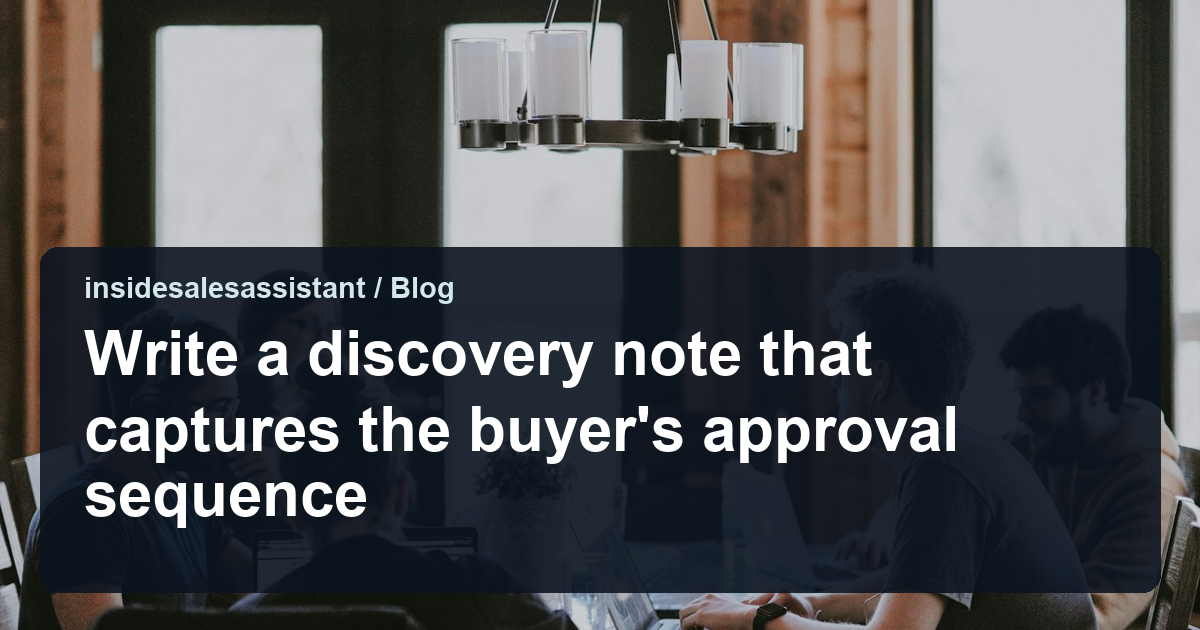 insidesalesassistant / Blog
Write a discovery note that
captures the buyer's approval
sequence